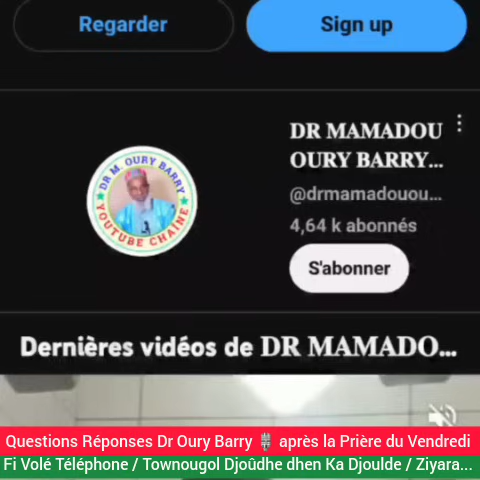 Regarder
Sign up
DR MAMADOU
OURY BARRY...
@drmamadouou...
4,64 k abonnés
S'abonner
DR M. OURY BARRY
YOUTUBE CHAINE
Dernières vidéos de DR MAMADO...
Questions Réponses Dr Oury Barry 🎙 après la Prière du Vendredi
Fi Volé Téléphone / Townougol Djoûdhe dhen Ka Djoulde / Ziyara...